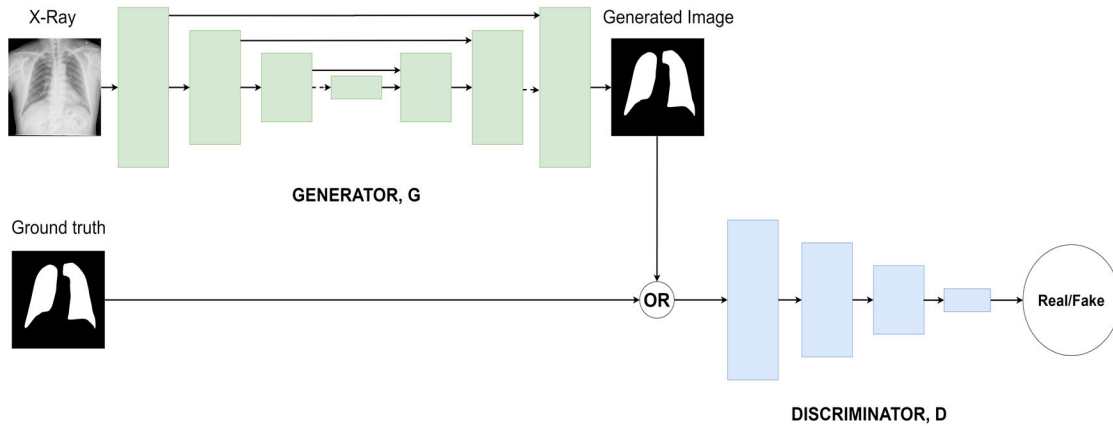 X-Ray
Generated Image
GENERATOR, G
Ground truth
OR
Real/Fake
DISCRIMINATOR, D